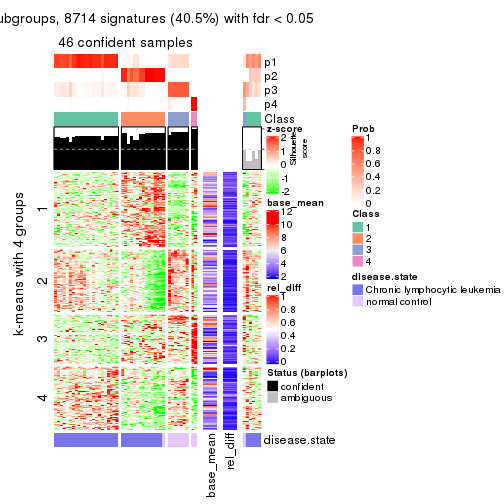 ubgroups, 8714 signatures (40.5%) with fdr < 0.05
46 confident samples
p1
p2
p3
p4
Class
Silhouette
score
k-means with 4 groups
1
2
3
4
base_mean
rel_diff
disease.state
z-score
2
1
0
-1
-2
base_mean
12
10
8
6
4
2
rel_diff
1
0.8
0.6
0.4
0.2
0
Status (barplots)
confident
ambiguous
Prob
1
0.8
0.6
0.4
0.2
0
Class
1
2
3
4
disease.state
Chronic lymphocytic leukemia
normal control